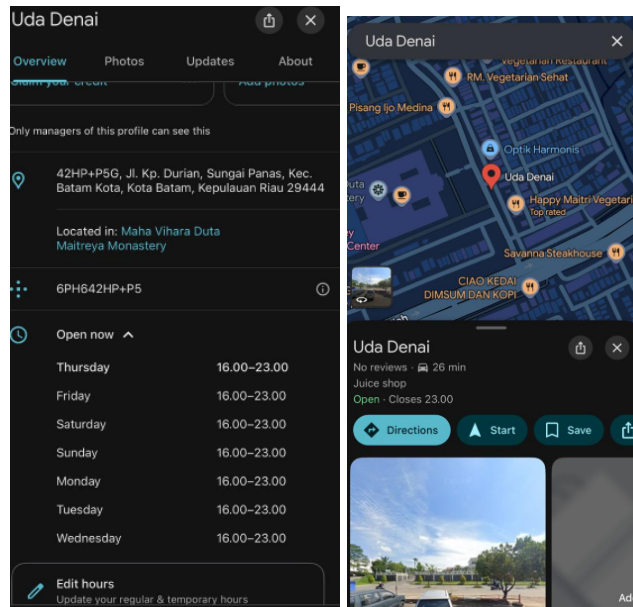 Uda Denai
Overview
Photos
Updates
About
Claim your credit
Add photos
Only managers of this profile can see this
42HP+P5G, Jl. Kp. Durian, Sungai Panas, Kec.
Batam Kota, Kota Batam, Kepulauan Riau 29444
Located in: Maha Vihara Duta
Maitreya Monastery
6PH642HP+P5
Open now
Thursday 16.00–23.00
Friday 16.00–23.00
Saturday 16.00–23.00
Sunday 16.00–23.00
Monday 16.00–23.00
Tuesday 16.00–23.00
Wednesday 16.00–23.00
Edit hours
Update your regular & temporary hours
Uda Denai
Vegetarian Restaurant
RM. Vegetarian Sehat
Pisang Ijo Medina
Optik Harmonis
Uda Denai
Happy Maitri Vegetari
Top rated
Center
Savanna Steakhouse
CIAO KEDAI
DIMSUM DAN KOPI
Uda Denai
No reviews · 26 min
Juice shop
Open · Closes 23.00
Directions
Start
Save